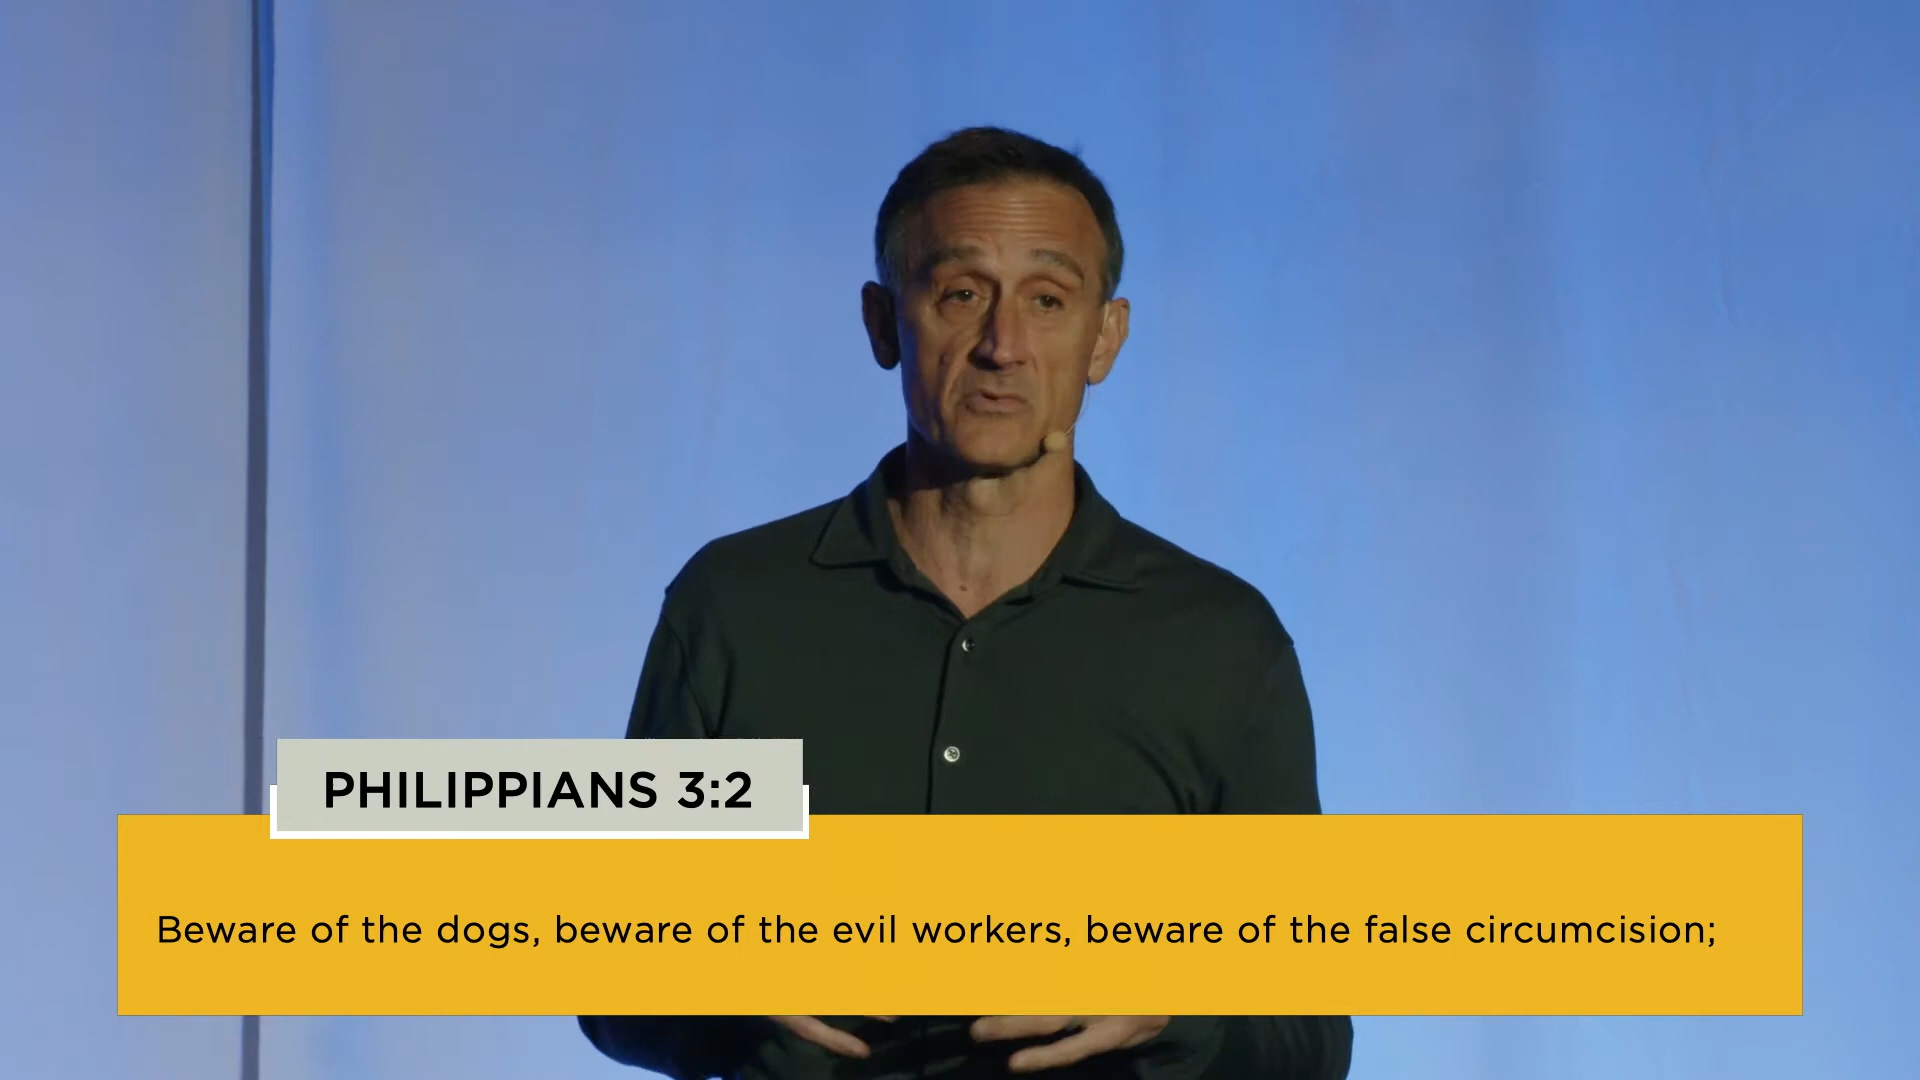 PHILIPPIANS 3:2
Beware of the dogs, beware of the evil workers, beware of the false circumcision;